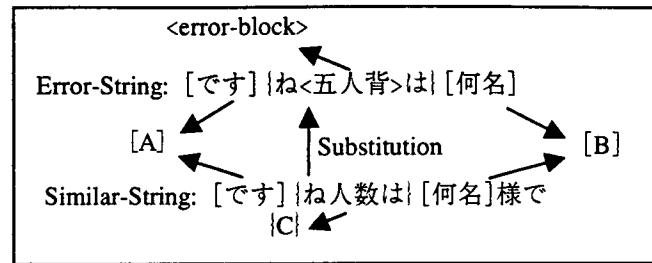 <error-block>
Error-String: [です] {ね<五人背>は} [何名]
[A] Substitution [B]
Similar-String: [です] {ね人数は} [何名]様で
{C}